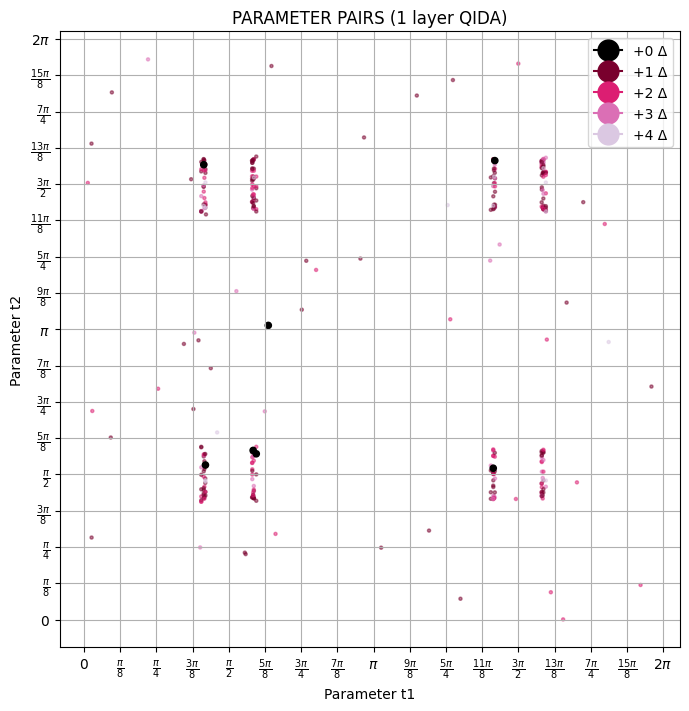 PARAMETER PAIRS (1 layer QIDA)
+0 Δ
+1 Δ
+2 Δ
+3 Δ
+4 Δ
Parameter t2
2π
15π/8
7π/4
13π/8
3π/2
11π/8
5π/4
9π/8
π
7π/8
3π/4
5π/8
π/2
3π/8
π/4
π/8
0
0 π/8 π/4 3π/8 π/2 5π/8 3π/4 7π/8 π 9π/8 5π/4 11π/8 3π/2 13π/8 7π/4 15π/8 2π
Parameter t1